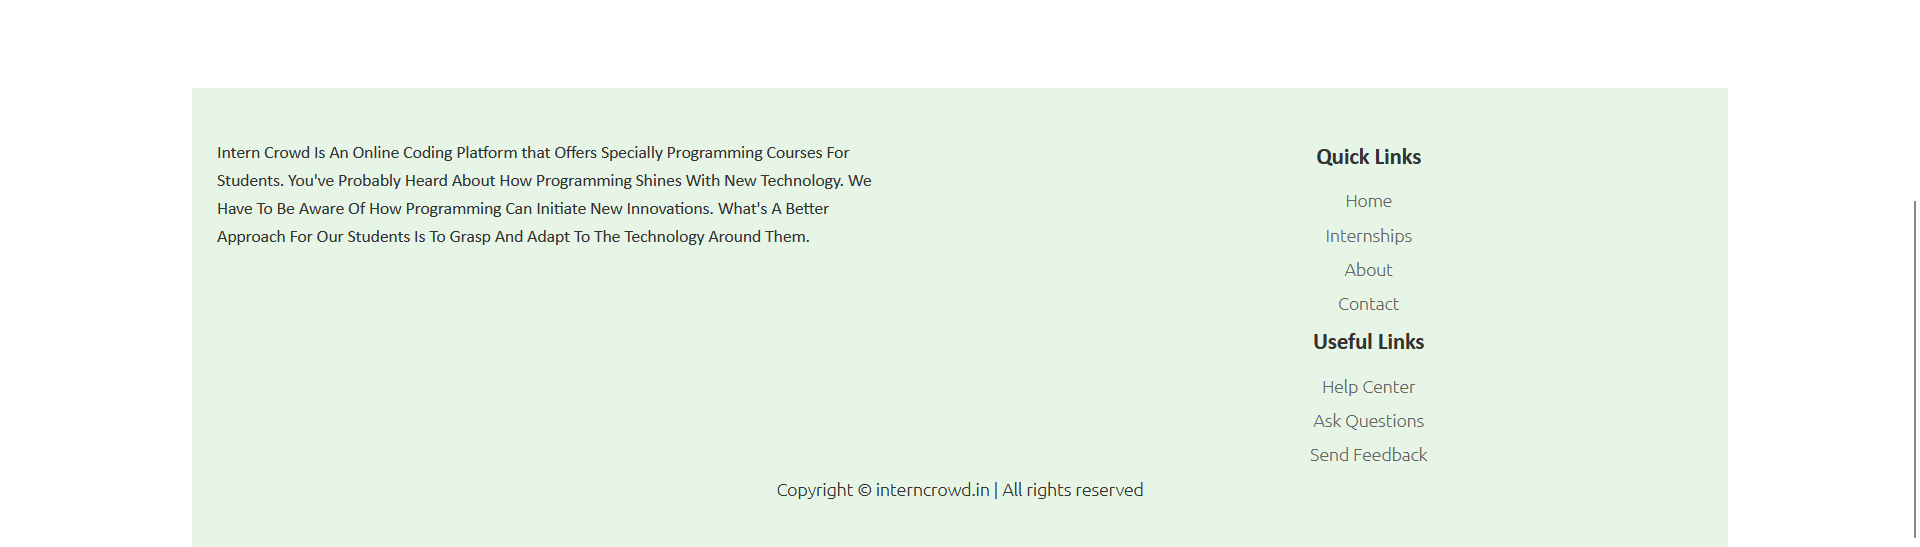 Intern Crowd Is An Online Coding Platform that Offers Specially Programming Courses For
Students. You've Probably Heard About How Programming Shines With New Technology. We
Have To Be Aware Of How Programming Can Initiate New Innovations. What's A Better
Approach For Our Students Is To Grasp And Adapt To The Technology Around Them.
Quick Links
Home
Internships
About
Contact
Useful Links
Help Center
Ask Questions
Send Feedback
Copyright © interncrowd.in | All rights reserved